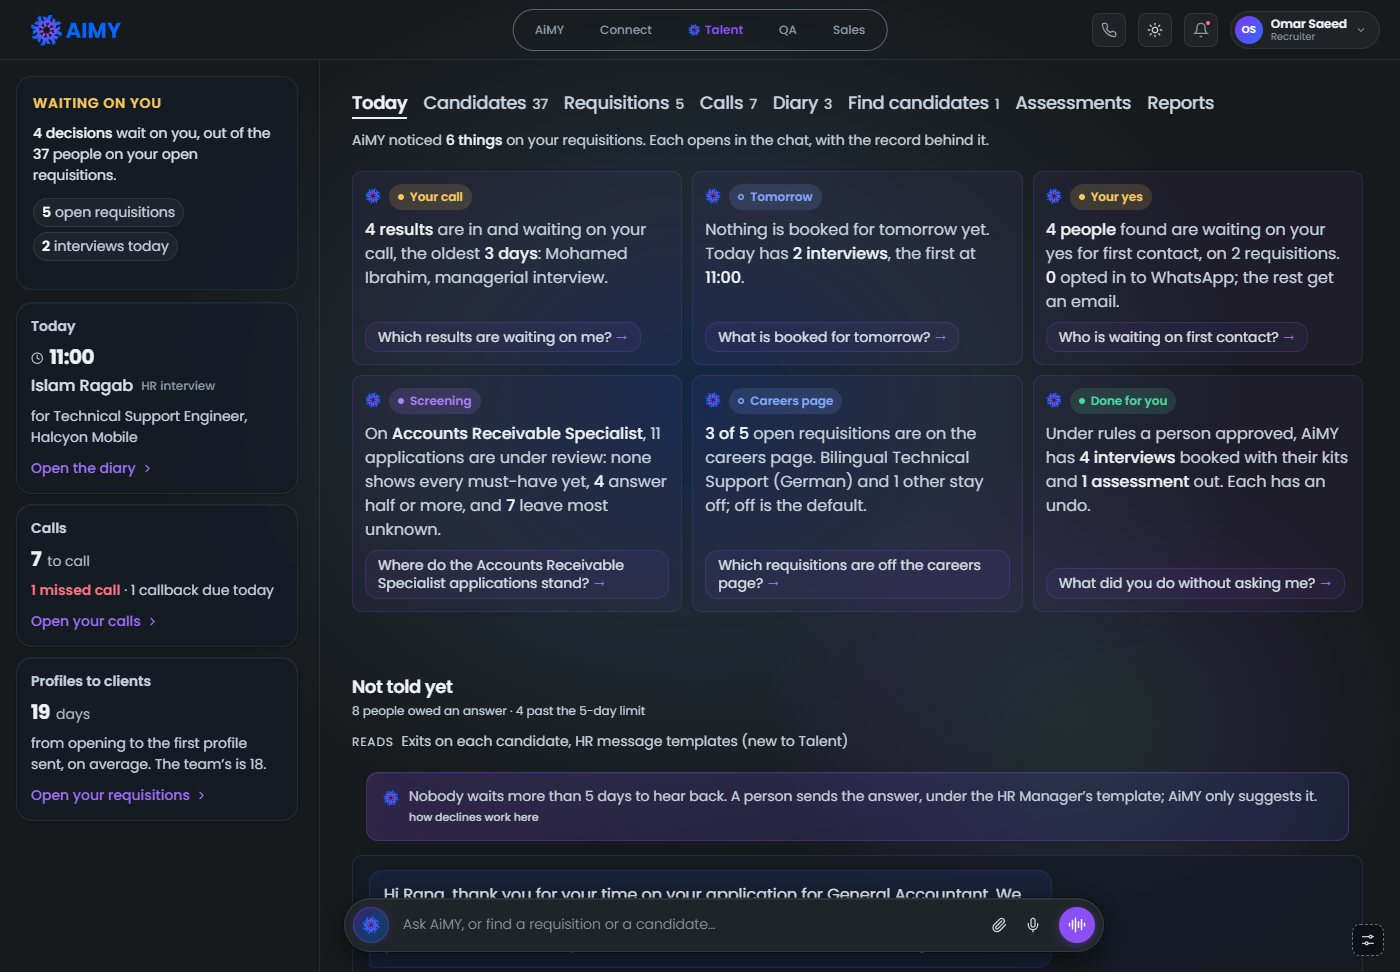 AIMY
AiMY
Connect
Talent
QA
Sales
OS
Omar Saeed
Recruiter
WAITING ON YOU
4 decisions wait on you, out of the
37 people on your open
requisitions.
5 open requisitions
2 interviews today
Today
11:00
Islam Ragab HR interview
for Technical Support Engineer,
Halcyon Mobile
Open the diary
Calls
7 to call
1 missed call · 1 callback due today
Open your calls
Profiles to clients
19 days
from opening to the first profile
sent, on average. The team's is 18.
Open your requisitions
Today Candidates 37 Requisitions 5 Calls 7 Diary 3 Find candidates 1 Assessments Reports
AiMY noticed 6 things on your requisitions. Each opens in the chat, with the record behind it.
Your call
4 results are in and waiting on your
call, the oldest 3 days: Mohamed
Ibrahim, managerial interview.
Which results are waiting on me? →
Tomorrow
Nothing is booked for tomorrow yet.
Today has 2 interviews, the first at
11:00.
What is booked for tomorrow? →
Your yes
4 people found are waiting on your
yes for first contact, on 2 requisitions.
0 opted in to WhatsApp; the rest get
an email.
Who is waiting on first contact? →
Screening
On Accounts Receivable Specialist, 11
applications are under review: none
shows every must-have yet, 4 answer
half or more, and 7 leave most
unknown.
Where do the Accounts Receivable
Specialist applications stand? →
Careers page
3 of 5 open requisitions are on the
careers page. Bilingual Technical
Support (German) and 1 other stay
off; off is the default.
Which requisitions are off the careers
page? →
Done for you
Under rules a person approved, AiMY
has 4 interviews booked with their kits
and 1 assessment out. Each has an
undo.
What did you do without asking me? →
Not told yet
8 people owed an answer · 4 past the 5-day limit
READS Exits on each candidate, HR message templates (new to Talent)
Nobody waits more than 5 days to hear back. A person sends the answer, under the HR Manager's template; AiMY only suggests it.
how declines work here
Hi Rana, thank you for your time on your application for General Accountant. We
Ask AiMY, or find a requisition or a candidate…